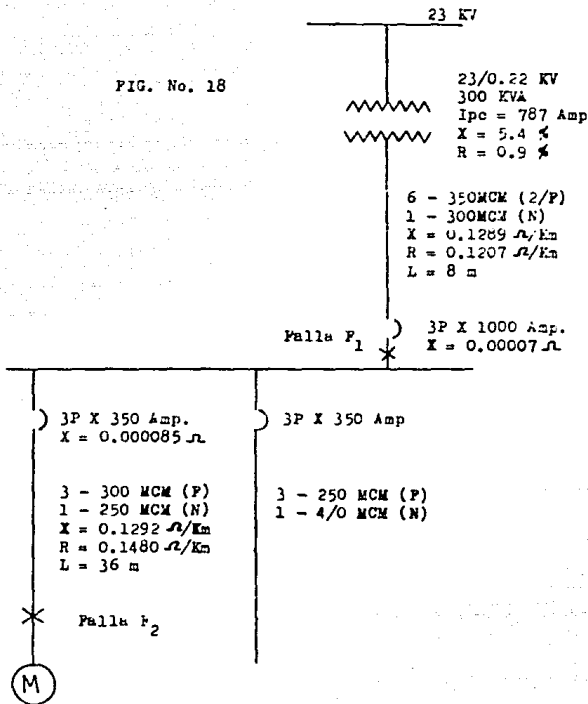 23 KV
FIG. No. 18
23/0.22 KV
300 KVA
Ipc = 787 Amp
X = 5.4 %
R = 0.9 %
6 - 350MCM (2/F)
1 - 300MCM (N)
X = 0.1289 Ω/Km
R = 0.1207 Ω/Km
L = 8 m
Falla F1
3P X 1000 Amp.
X = 0.00007 Ω
3P X 350 Amp.
X = 0.000085 Ω
3P X 350 Amp
3 - 300 MCM (F)
1 - 250 MCM (N)
X = 0.1292 Ω/Km
R = 0.1480 Ω/Km
L = 36 m
3 - 250 MCM (F)
1 - 4/0 MCM (N)
Falla F2
M